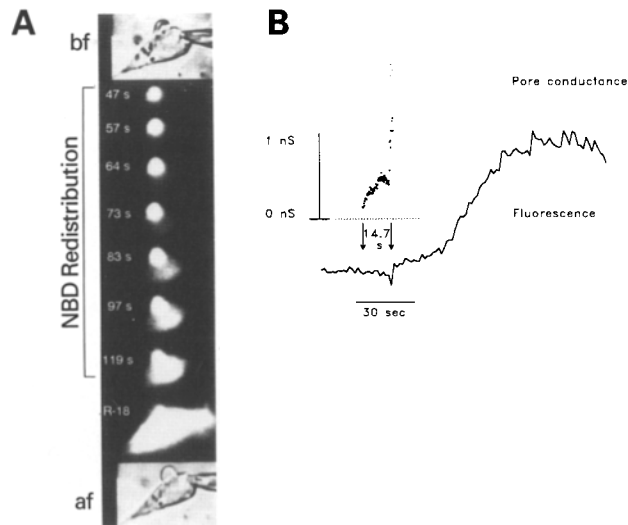 A
bf
47 s
57 s
64 s
73 s
83 s
97 s
119 s
R-18
af
NBD Redistribution
B
Pore conductance
1 nS
0 nS
Fluorescence
14.7
s
30 sec